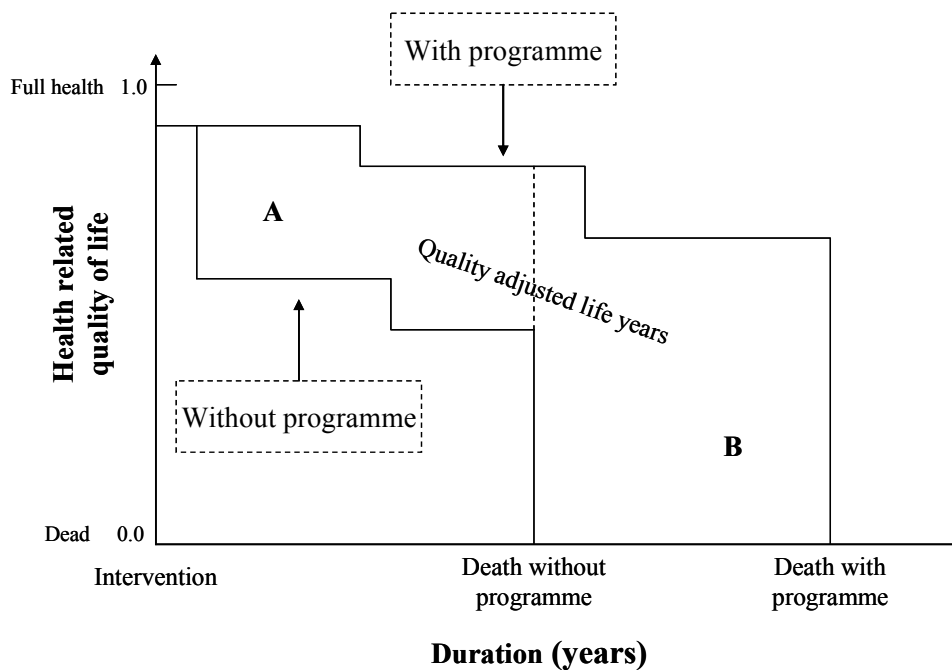 With programme
Full health 1.0
A
Health related
quality of life
Quality adjusted life years
Without programme
B
Dead 0.0
Intervention
Death without
programme
Death with
programme
Duration (years)